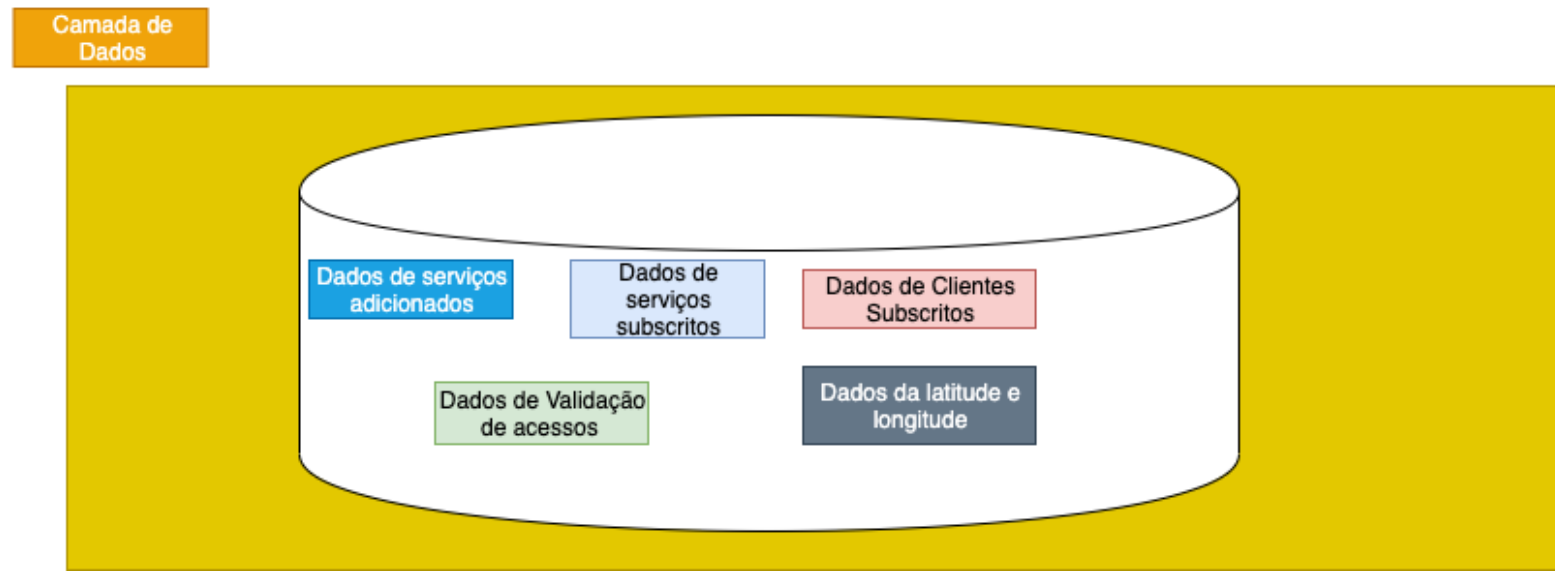 Camada de
Dados
Dados de serviços
adicionados
Dados de
serviços
subscritos
Dados de Clientes
Subscritos
Dados de Validação
de acessos
Dados da latitude e
longitude